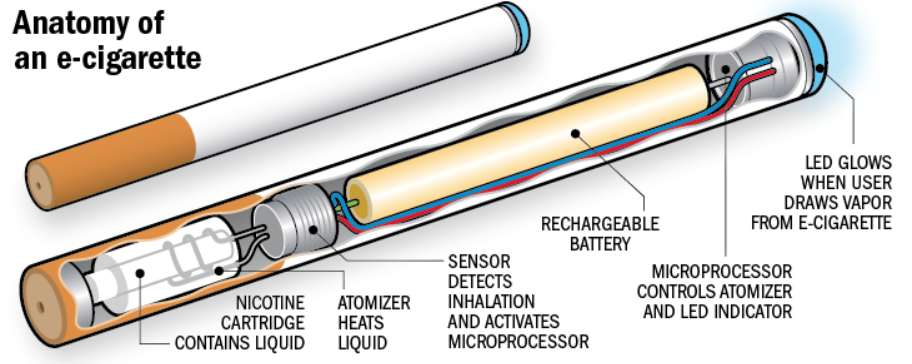 Anatomy of
an e-cigarette
LED GLOWS
WHEN USER
DRAWS VAPOR
FROM E-CIGARETTE
RECHARGEABLE
BATTERY
MICROPROCESSOR
CONTROLS ATOMIZER
AND LED INDICATOR
SENSOR
DETECTS
INHALATION
AND ACTIVATES
MICROPROCESSOR
ATOMIZER
HEATS
LIQUID
NICOTINE
CARTRIDGE
CONTAINS LIQUID